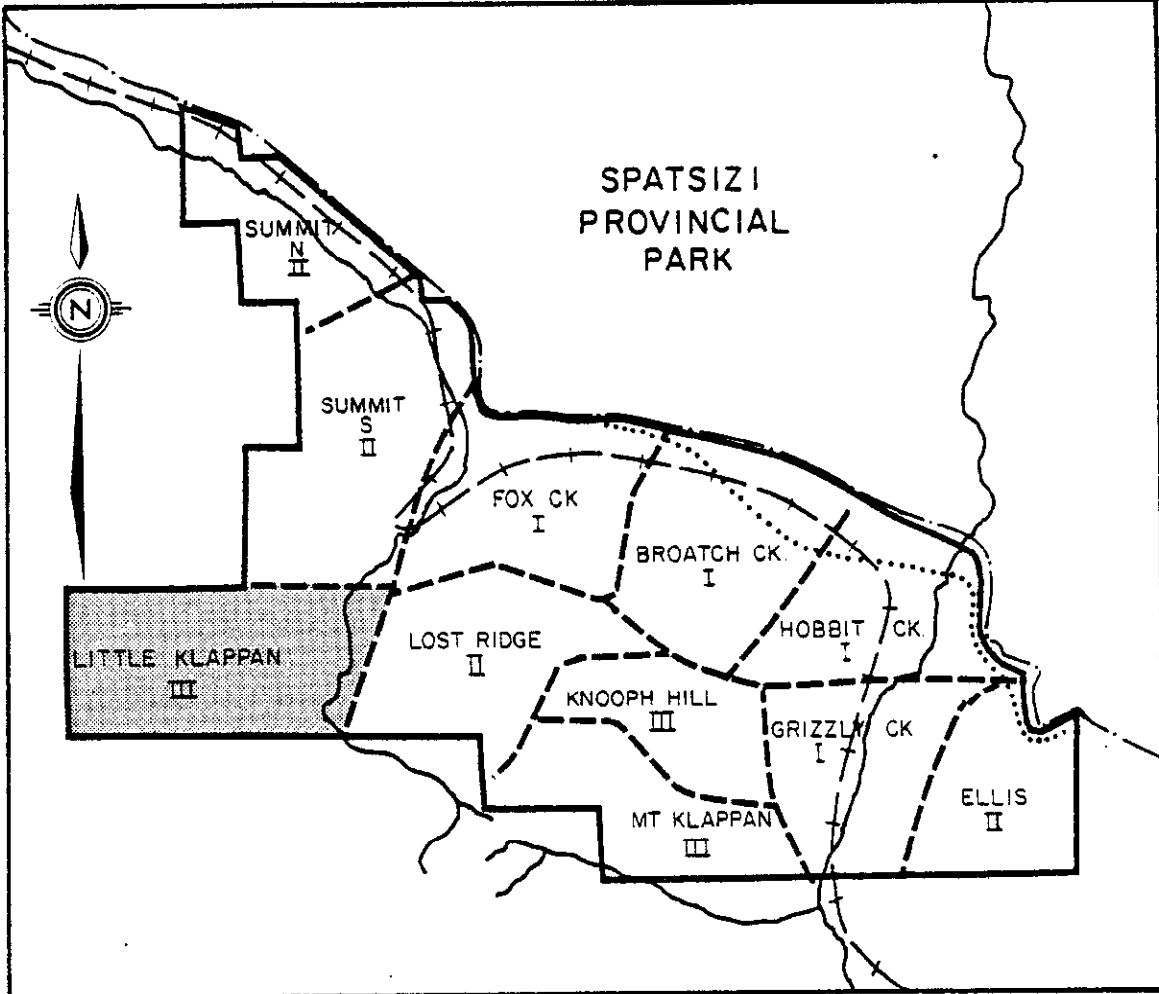 SPATSIZI
PROVINCIAL
PARK
SUMMIT
N
II
N
SUMMIT
S
II
FOX CK
I
BROATCH CK.
I
HOBBIT CK.
I
LOST RIDGE
II
LITTLE KLAPPAN
III
KNOOPH HILL
III
GRIZZLY CK
I
ELLIS
II
MT KLAPPAN
III